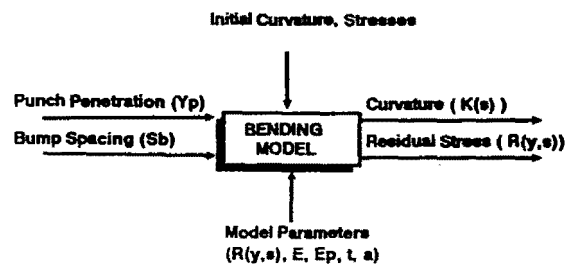 Initial Curvature, Stresses
Punch Penetration (Yp)
Bump Spacing (Sb)
BENDING
MODEL
Curvature ( K(s) )
Residual Stress ( R(y,s))
Model Parameters
(R(y,s), E, Ep, t, a)